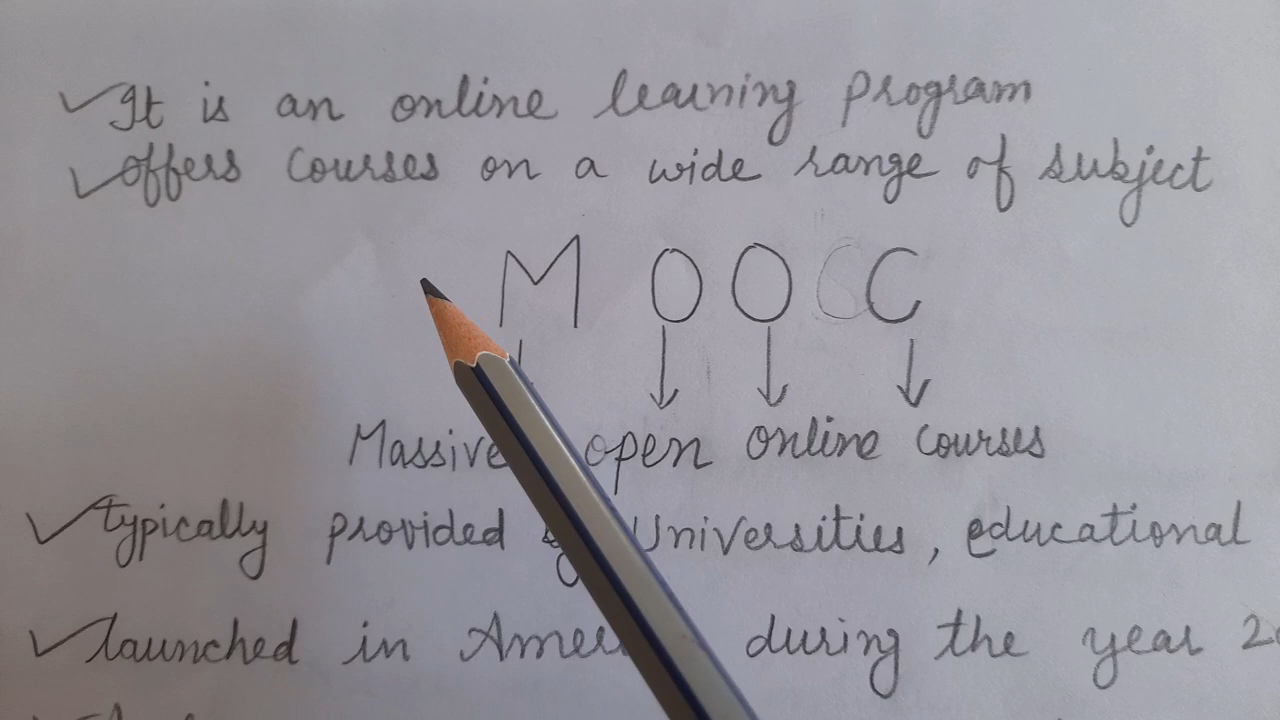 It is an online learning program
offers courses on a wide range of subject
M O O C
Massive open online courses
typically provided Universities, educational
launched in during the year